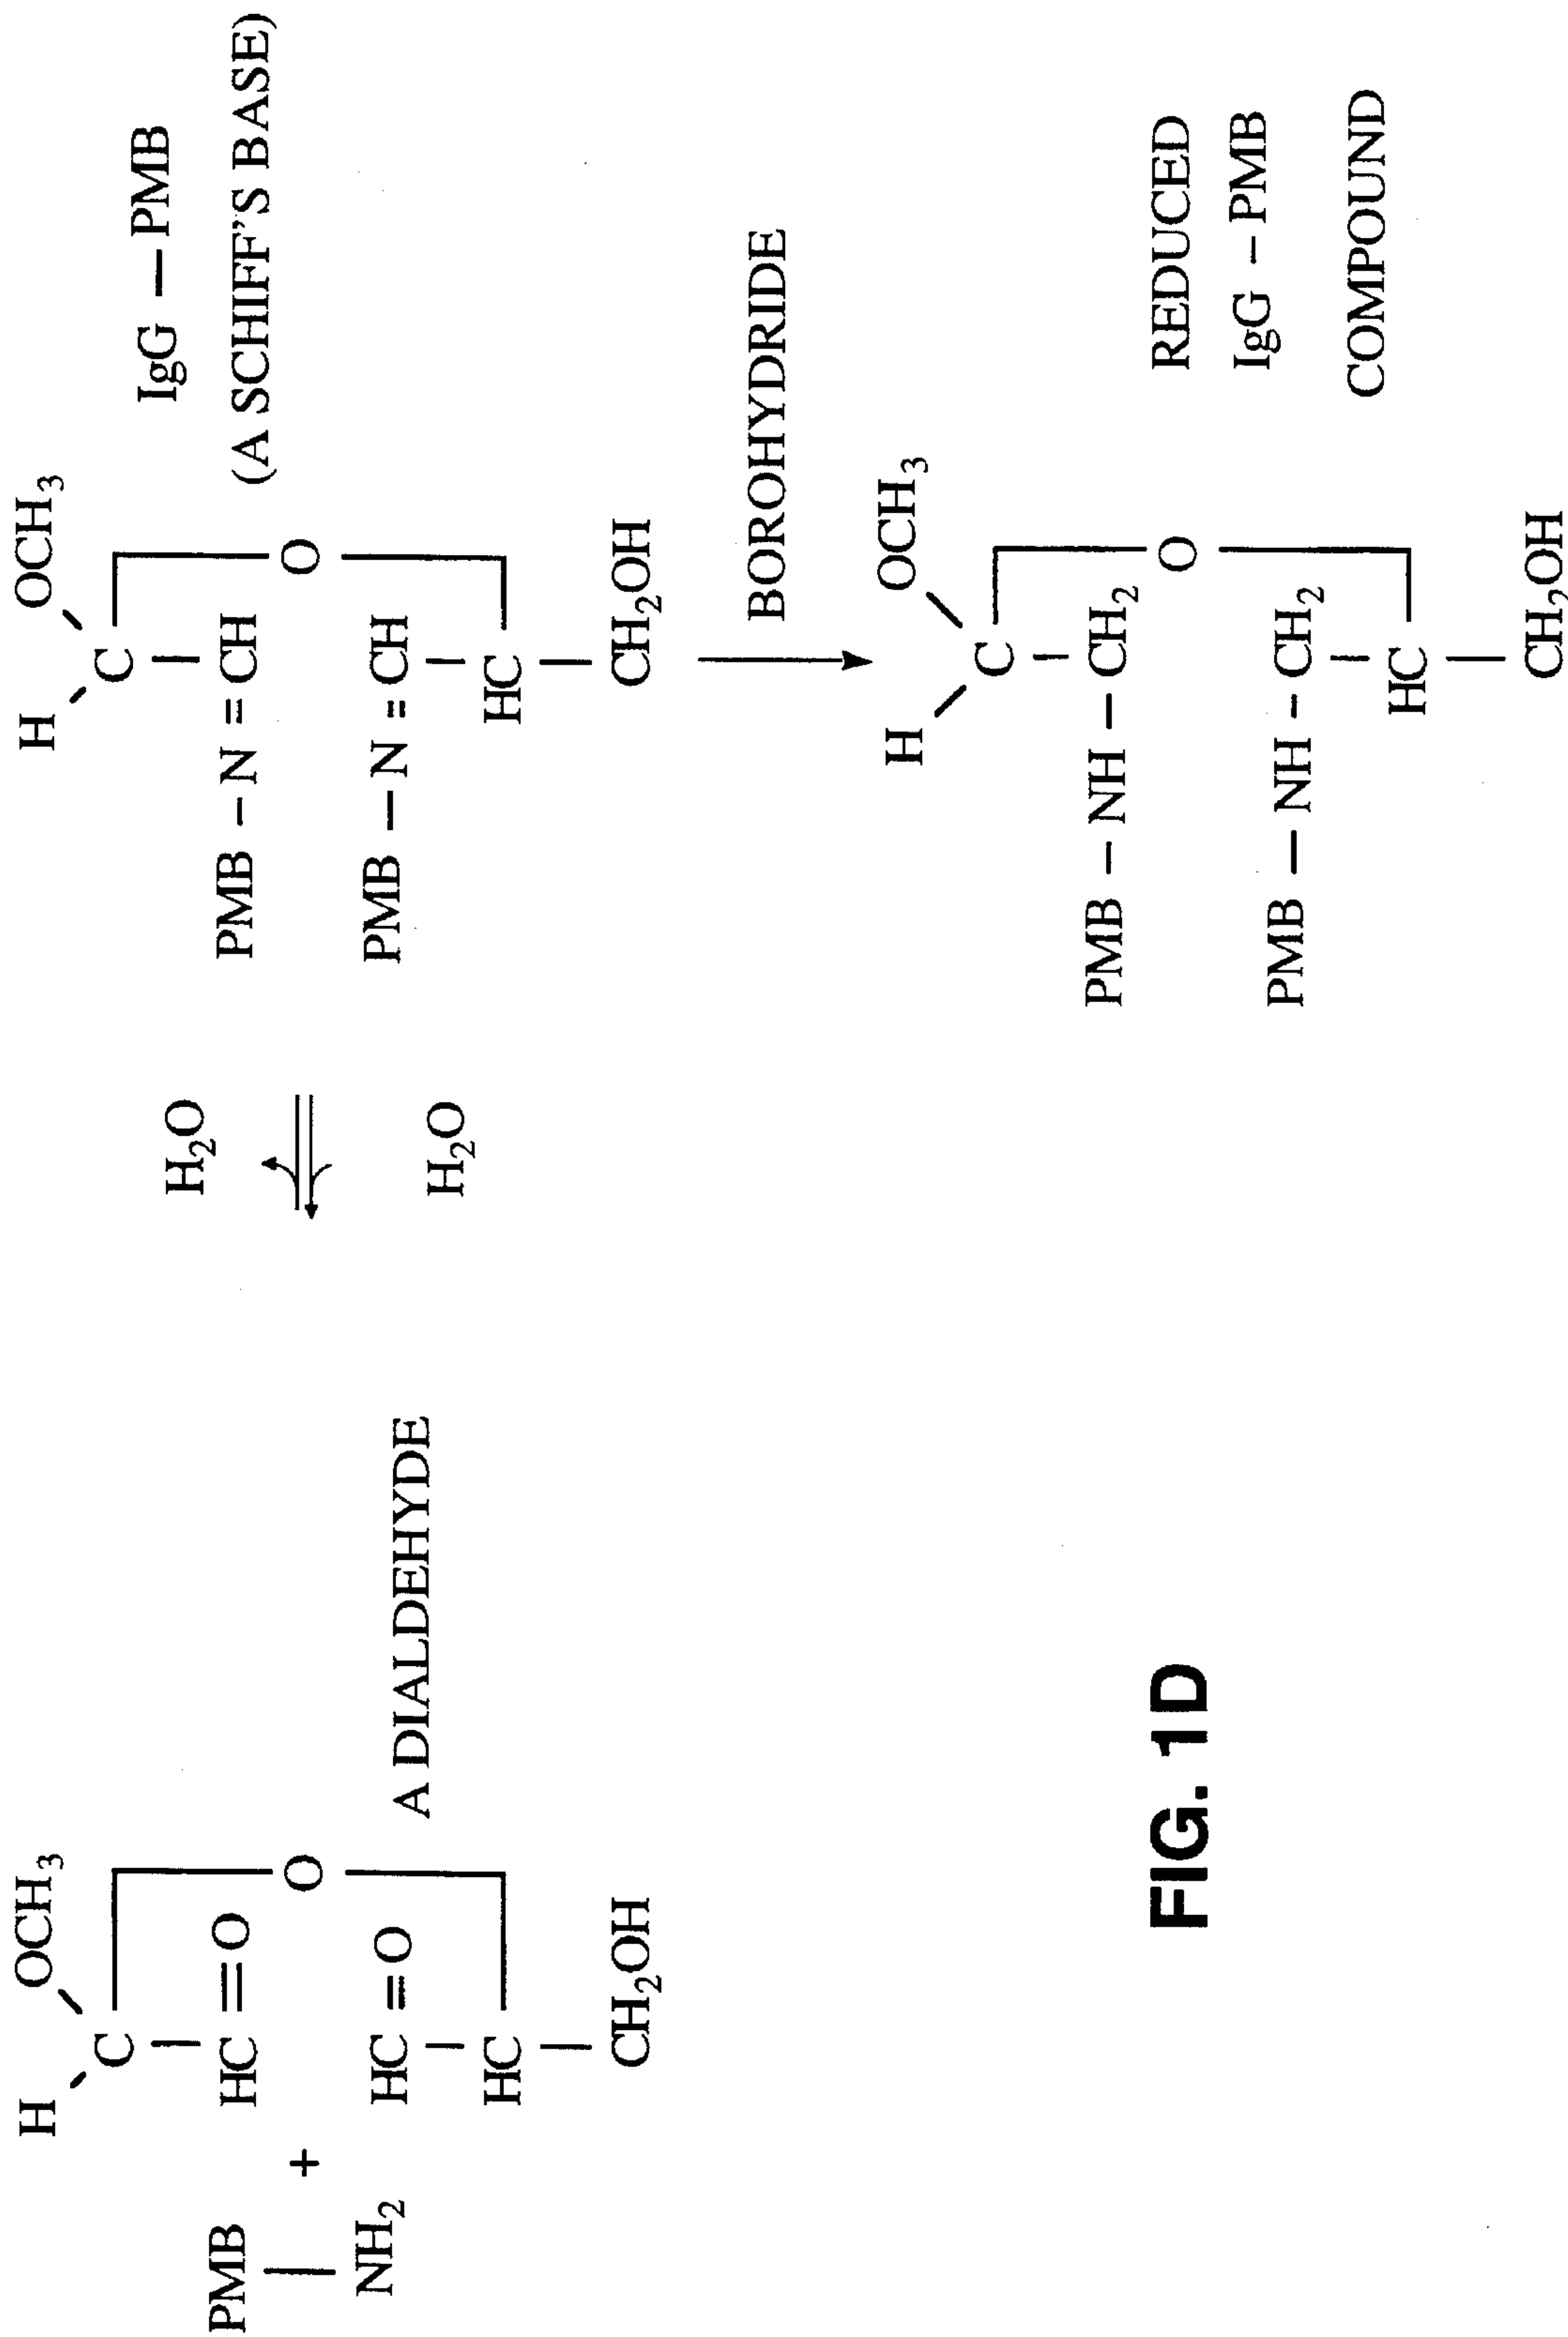 H OCH3
C
HC = O
PMB + O
NH2
HC = O
HC
CH2OH
A DIALDEHYDE
H2O
H2O
H OCH3
C
PMB – N = CH
O
PMB – N = CH
HC
CH2OH
IgG – PMB
(A SCHIFF'S BASE)
BOROHYDRIDE
H OCH3
C
PMB – NH – CH2
O
PMB – NH – CH2
HC
CH2OH
REDUCED
IgG – PMB
COMPOUND
FIG. 1D